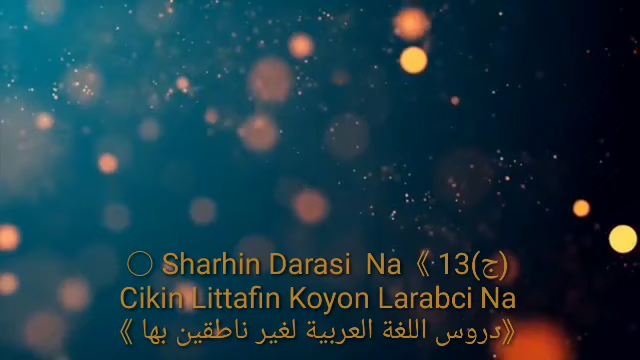 ○ Sharhin Darasi Na《 13(ج)
Cikin Littafin Koyon Larabci Na
《دروس اللغة العربية لغير ناطقين بها 》